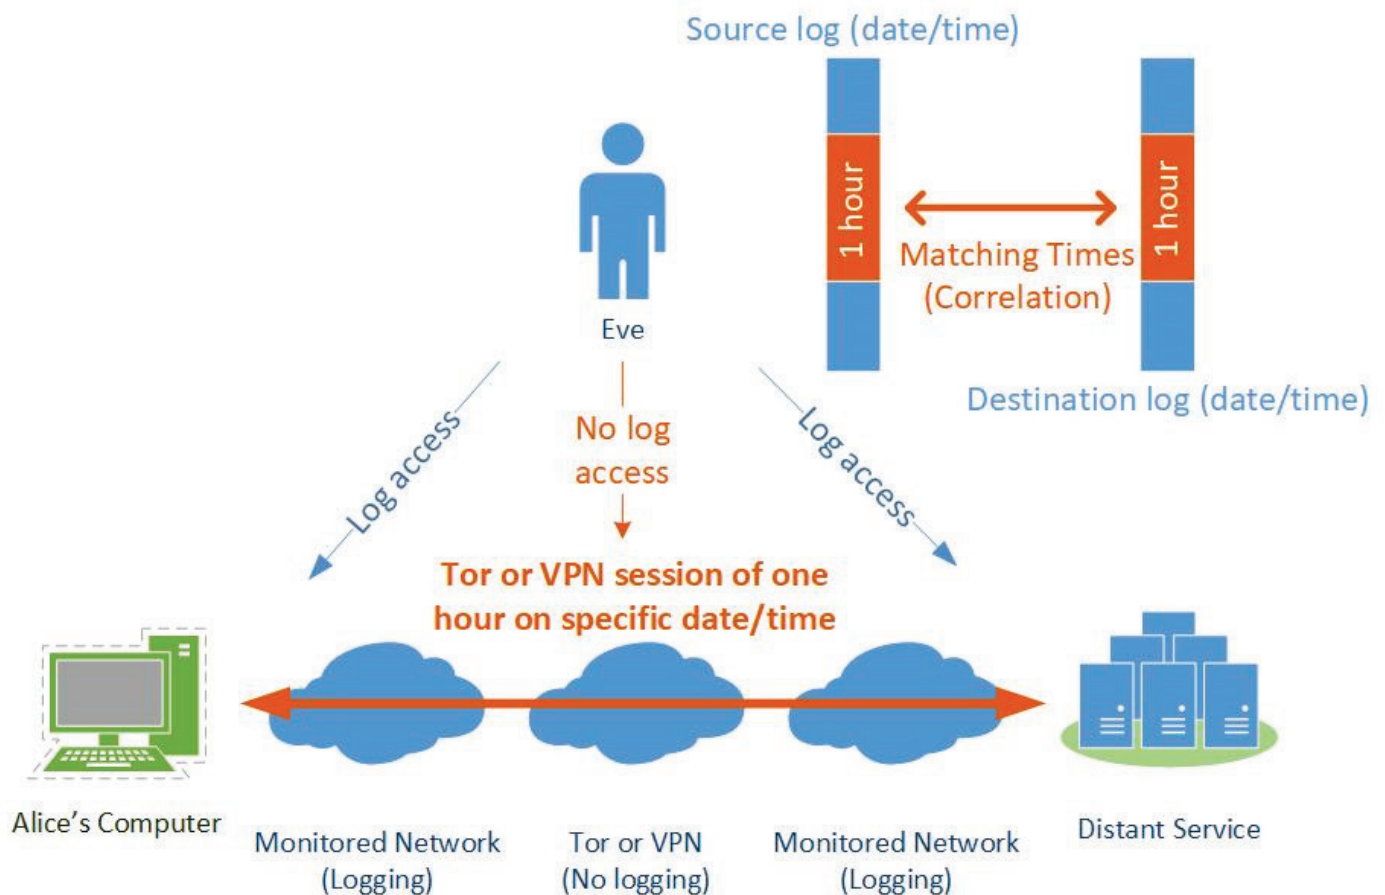 Source log (date/time)
1 hour
1 hour
Matching Times
(Correlation)
Destination log (date/time)
Eve
Log access
No log
access
Log access
Tor or VPN session of one
hour on specific date/time
Alice’s Computer
Monitored Network
(Logging)
Tor or VPN
(No logging)
Monitored Network
(Logging)
Distant Service